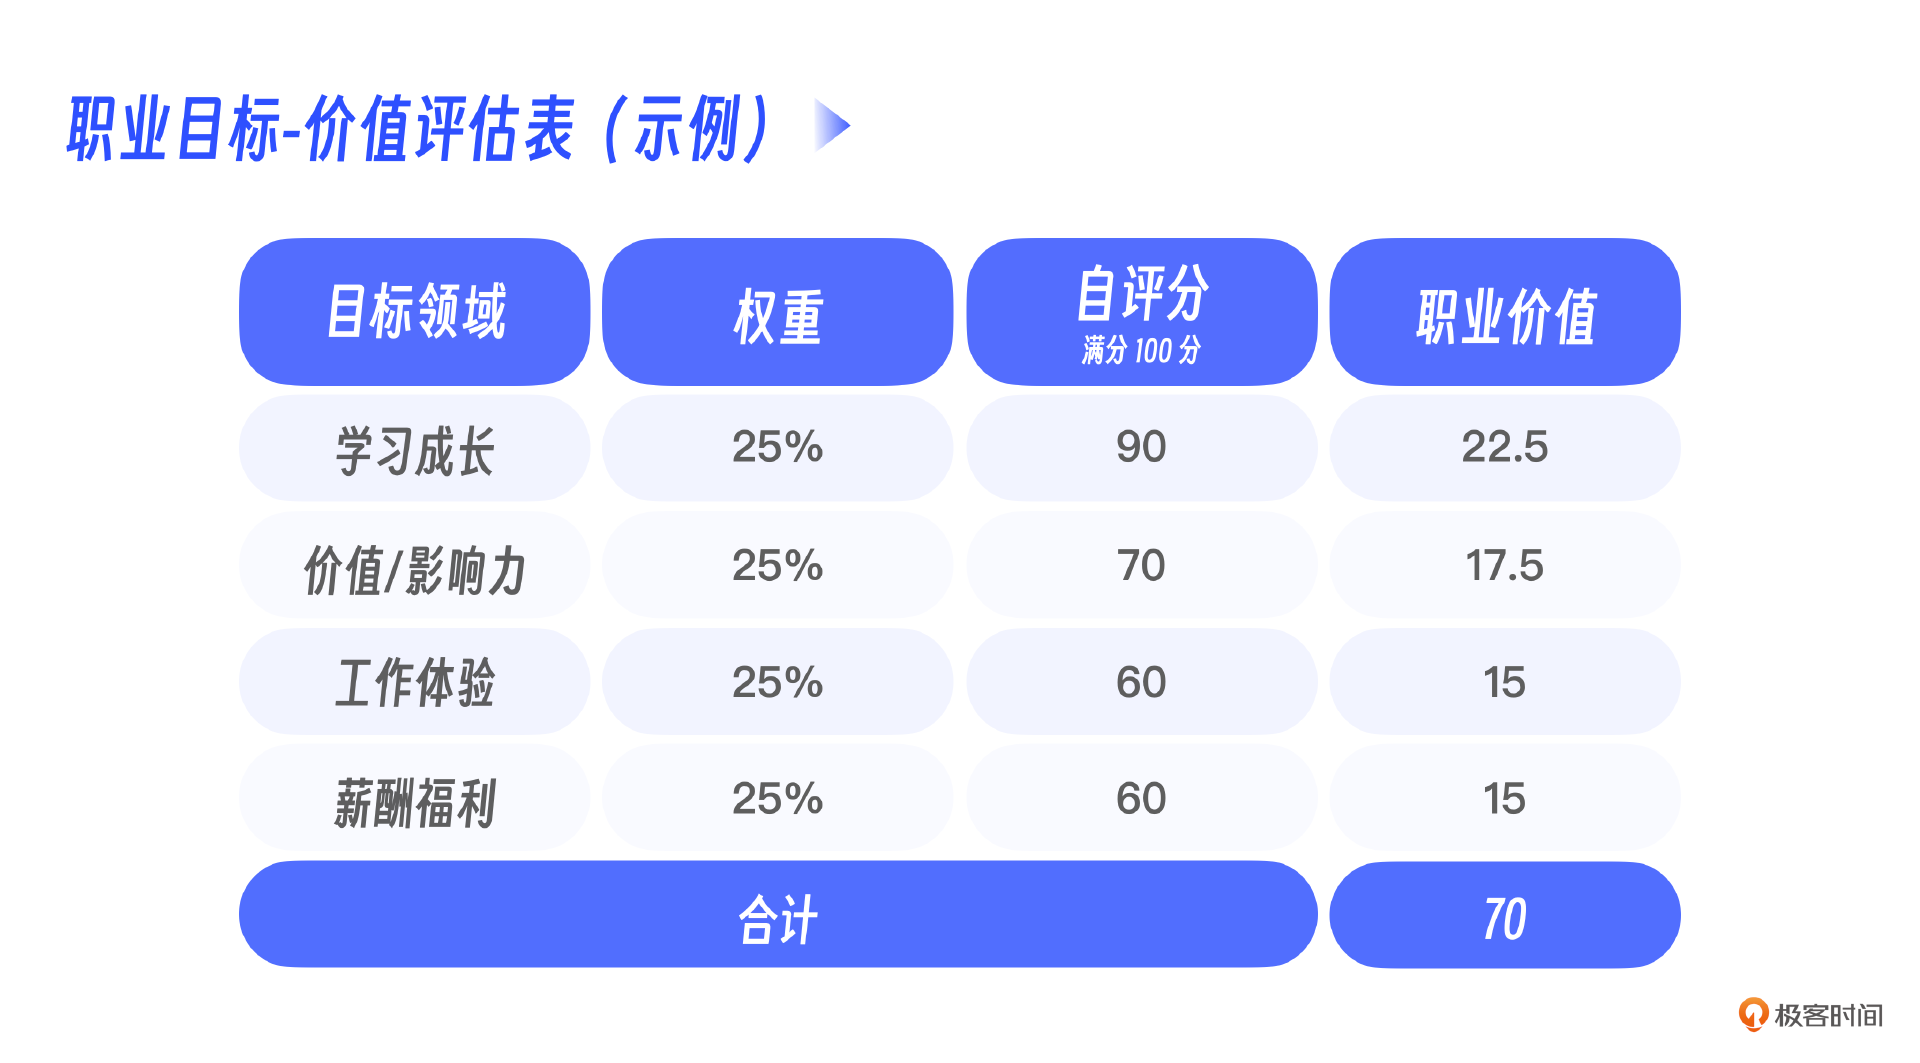 职业目标-价值评估表（示例）
目标领域 权重 自评分 职业价值
满分 100 分
学习成长 25% 90 22.5
价值/影响力 25% 70 17.5
工作体验 25% 60 15
薪酬福利 25% 60 15
合计 70
极客时间